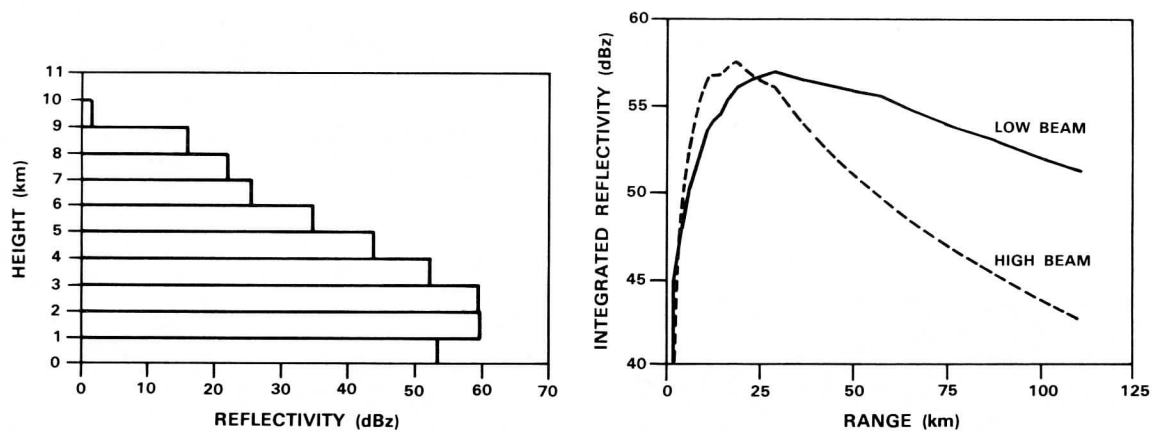 HEIGHT (km)
11
10
9
8
7
6
5
4
3
2
1
0
0 10 20 30 40 50 60 70
REFLECTIVITY (dBz)
INTEGRATED REFLECTIVITY (dBz)
60
55
50
45
40
LOW BEAM
HIGH BEAM
0 25 50 75 100 125
RANGE (km)